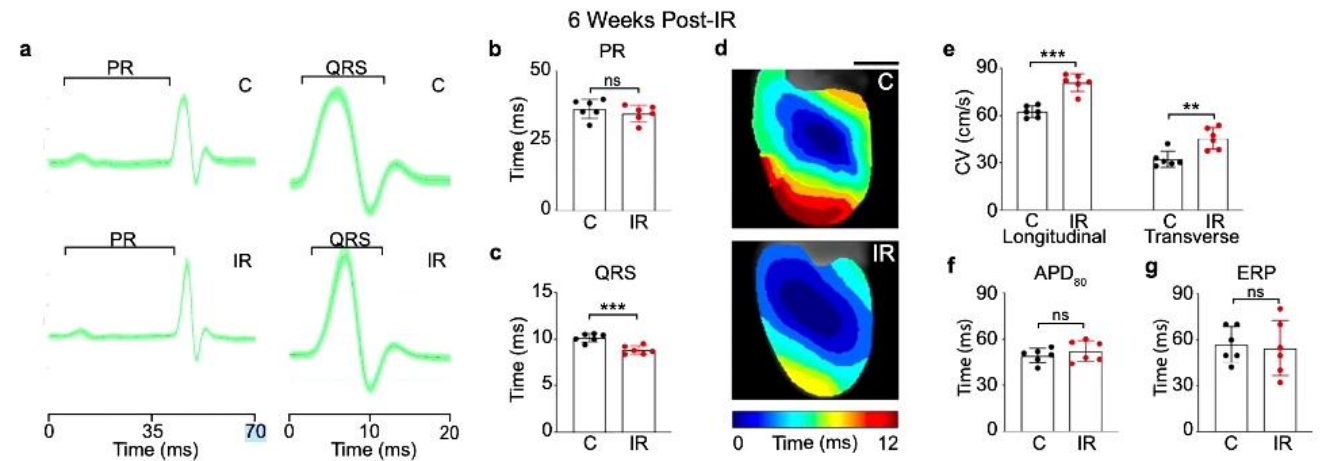 6 Weeks Post-IR
a
PR
C
QRS
C
PR
IR
QRS
IR
0
35
70
Time (ms)
0
10
20
Time (ms)
b
PR
50
25
0
Time (ms)
ns
C
IR
c
QRS
15
10
5
0
Time (ms)
***
C
IR
d
C
IR
0
Time (ms)
12
e
90
60
30
0
CV (cm/s)
***
**
C
IR
C
IR
Longitudinal
Transverse
f
APD80
90
60
30
0
Time (ms)
ns
C
IR
g
ERP
90
60
30
0
Time (ms)
ns
C
IR